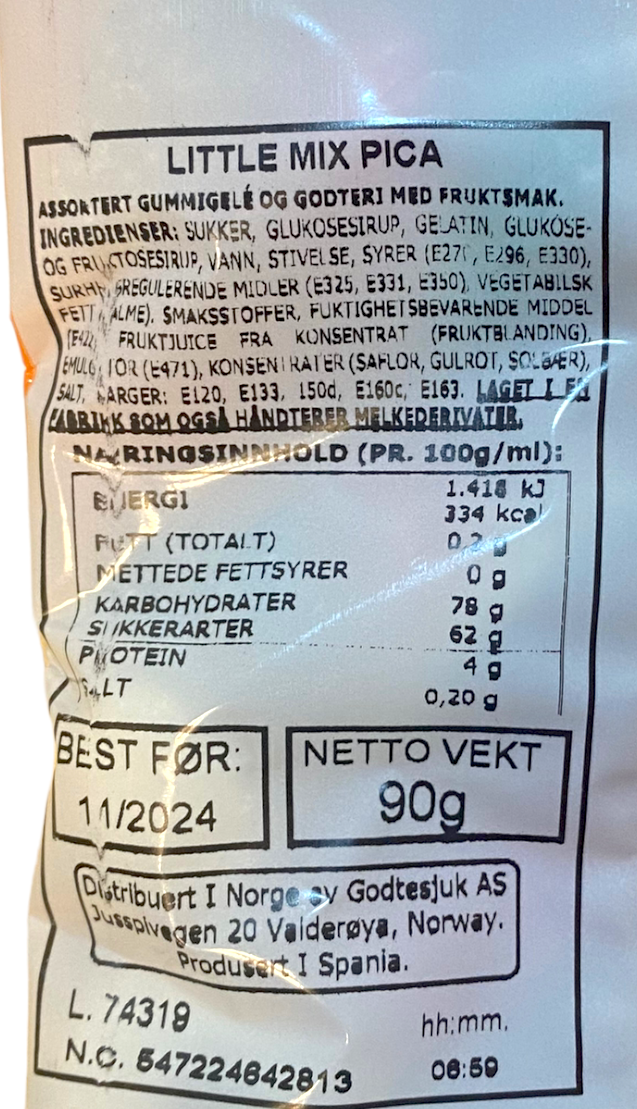 LITTLE MIX PICA
ASSORTERT GUMMIGELÉ OG GODTERI MED FRUKTSMAK.
INGREDIENSER: SUKKER, GLUKOSESIRUP, GELATIN, GLUKOSE-
OG FRUKTOSESIRUP, VANN, STIVELSE, SYRER (E270, E296, E330),
SURHETSREGULERENDE MIDLER (E325, E331, E350), VEGETABILSK
FETT (PALME). SMAKSSTOFFER, FUKTIGHETSBEVARENDE MIDDEL
(E422) FRUKTJUICE FRA KONSENTRAT (FRUKTBLANDING),
EMULGATOR (E471), KONSENTRATER (SAFLOR, GULROT, SOLBÆR),
SALT, FARGER: E120, E133, 150d, E160c, E163. LAGET I EN
FABRIKK SOM OGSÅ HÅNDTERER MELKEDERIVATER.
NÆRINGSINNHOLD (PR. 100g/ml):
ENERGI 1.418 kJ
334 kcal
FETT (TOTALT) g
METTEDE FETTSYRER 0 g
KARBOHYDRATER 78 g
SUKKERARTER 62 g
PROTEIN 4 g
SALT 0,20 g
BEST FØR: NETTO VEKT
11/2024 90g
Distribuert I Norge av Godtesjuk AS
20 Valderøya, Norway.
Produsert I Spania.
L. 74319 hh:mm.
N.C. 547224642813 06:59